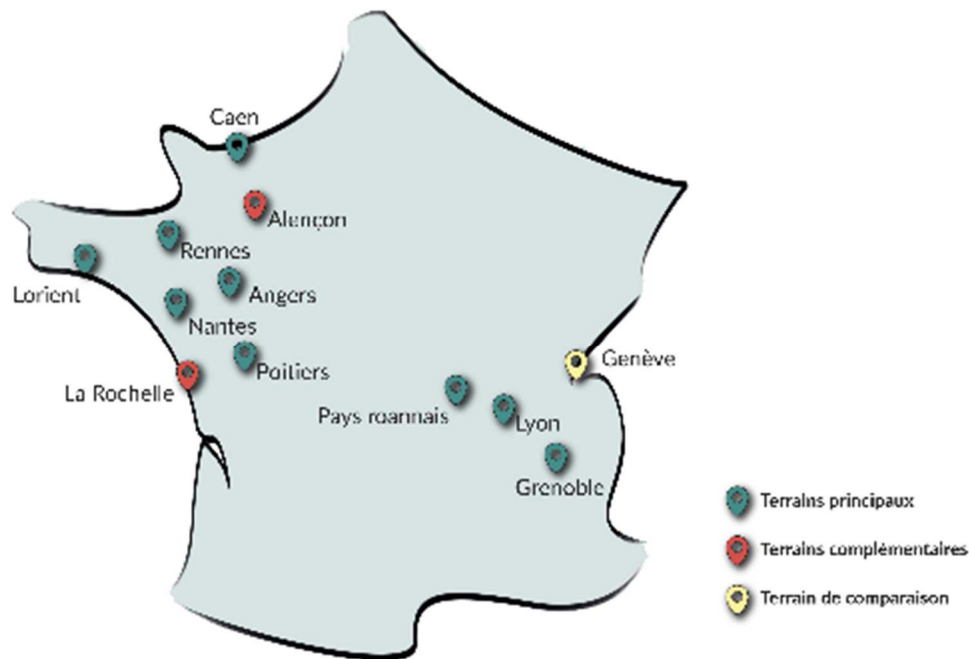 Caen
Alençon
Rennes
Lorient
Angers
Nantes
Poitiers
La Rochelle
Genève
Pays roannais
Lyon
Grenoble
Terrains principaux
Terrains complémentaires
Terrain de comparaison